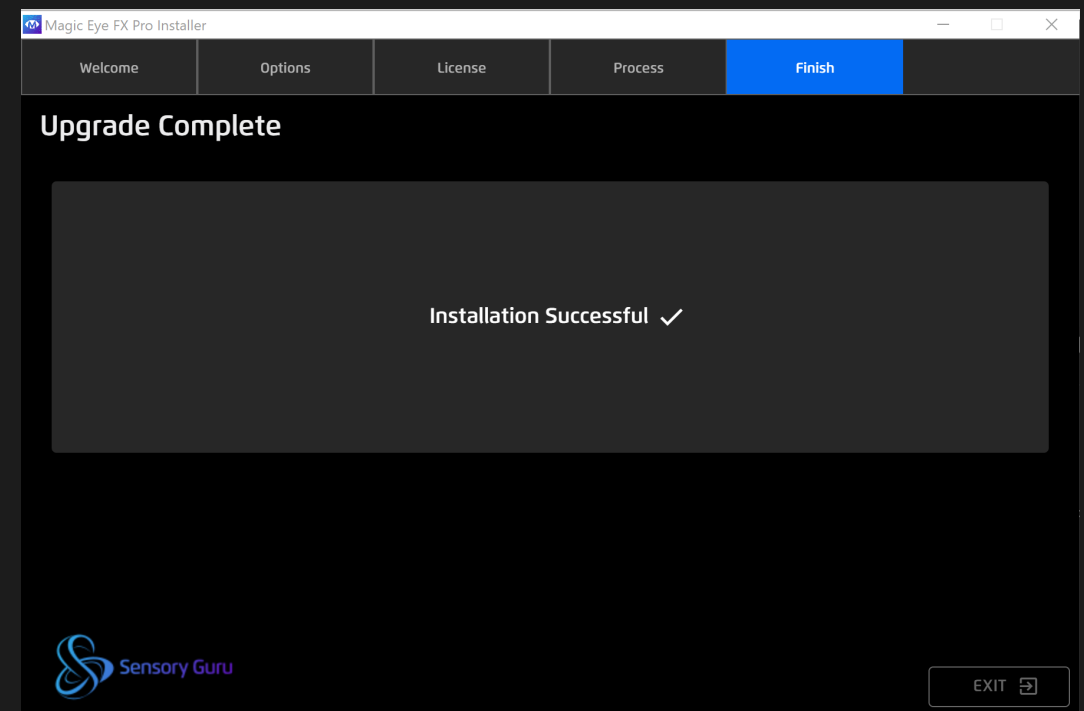 Magic Eye FX Pro Installer
Welcome Options License Process Finish
Upgrade Complete
Installation Successful
Sensory Guru
EXIT